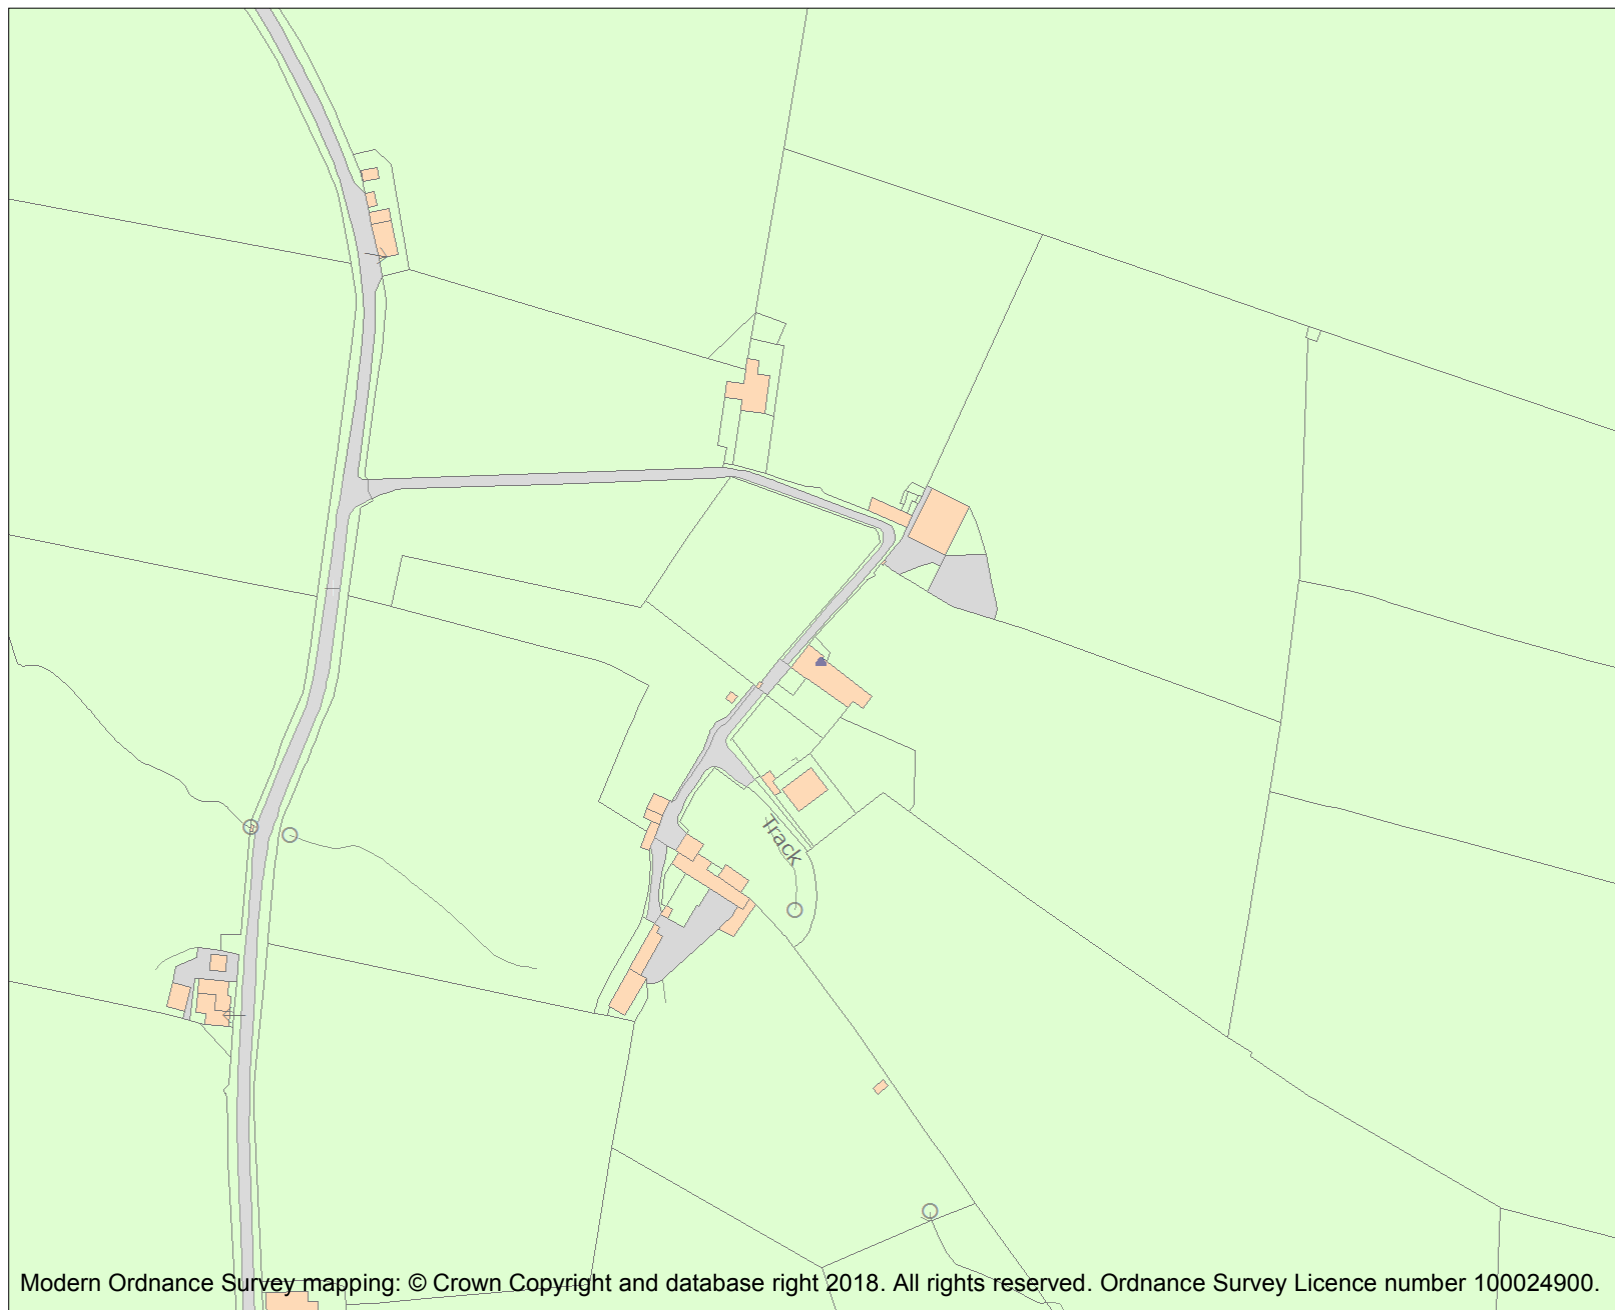 Track
Modern Ordnance Survey mapping: © Crown Copyright and database right 2018. All rights reserved. Ordnance Survey Licence number 100024900.